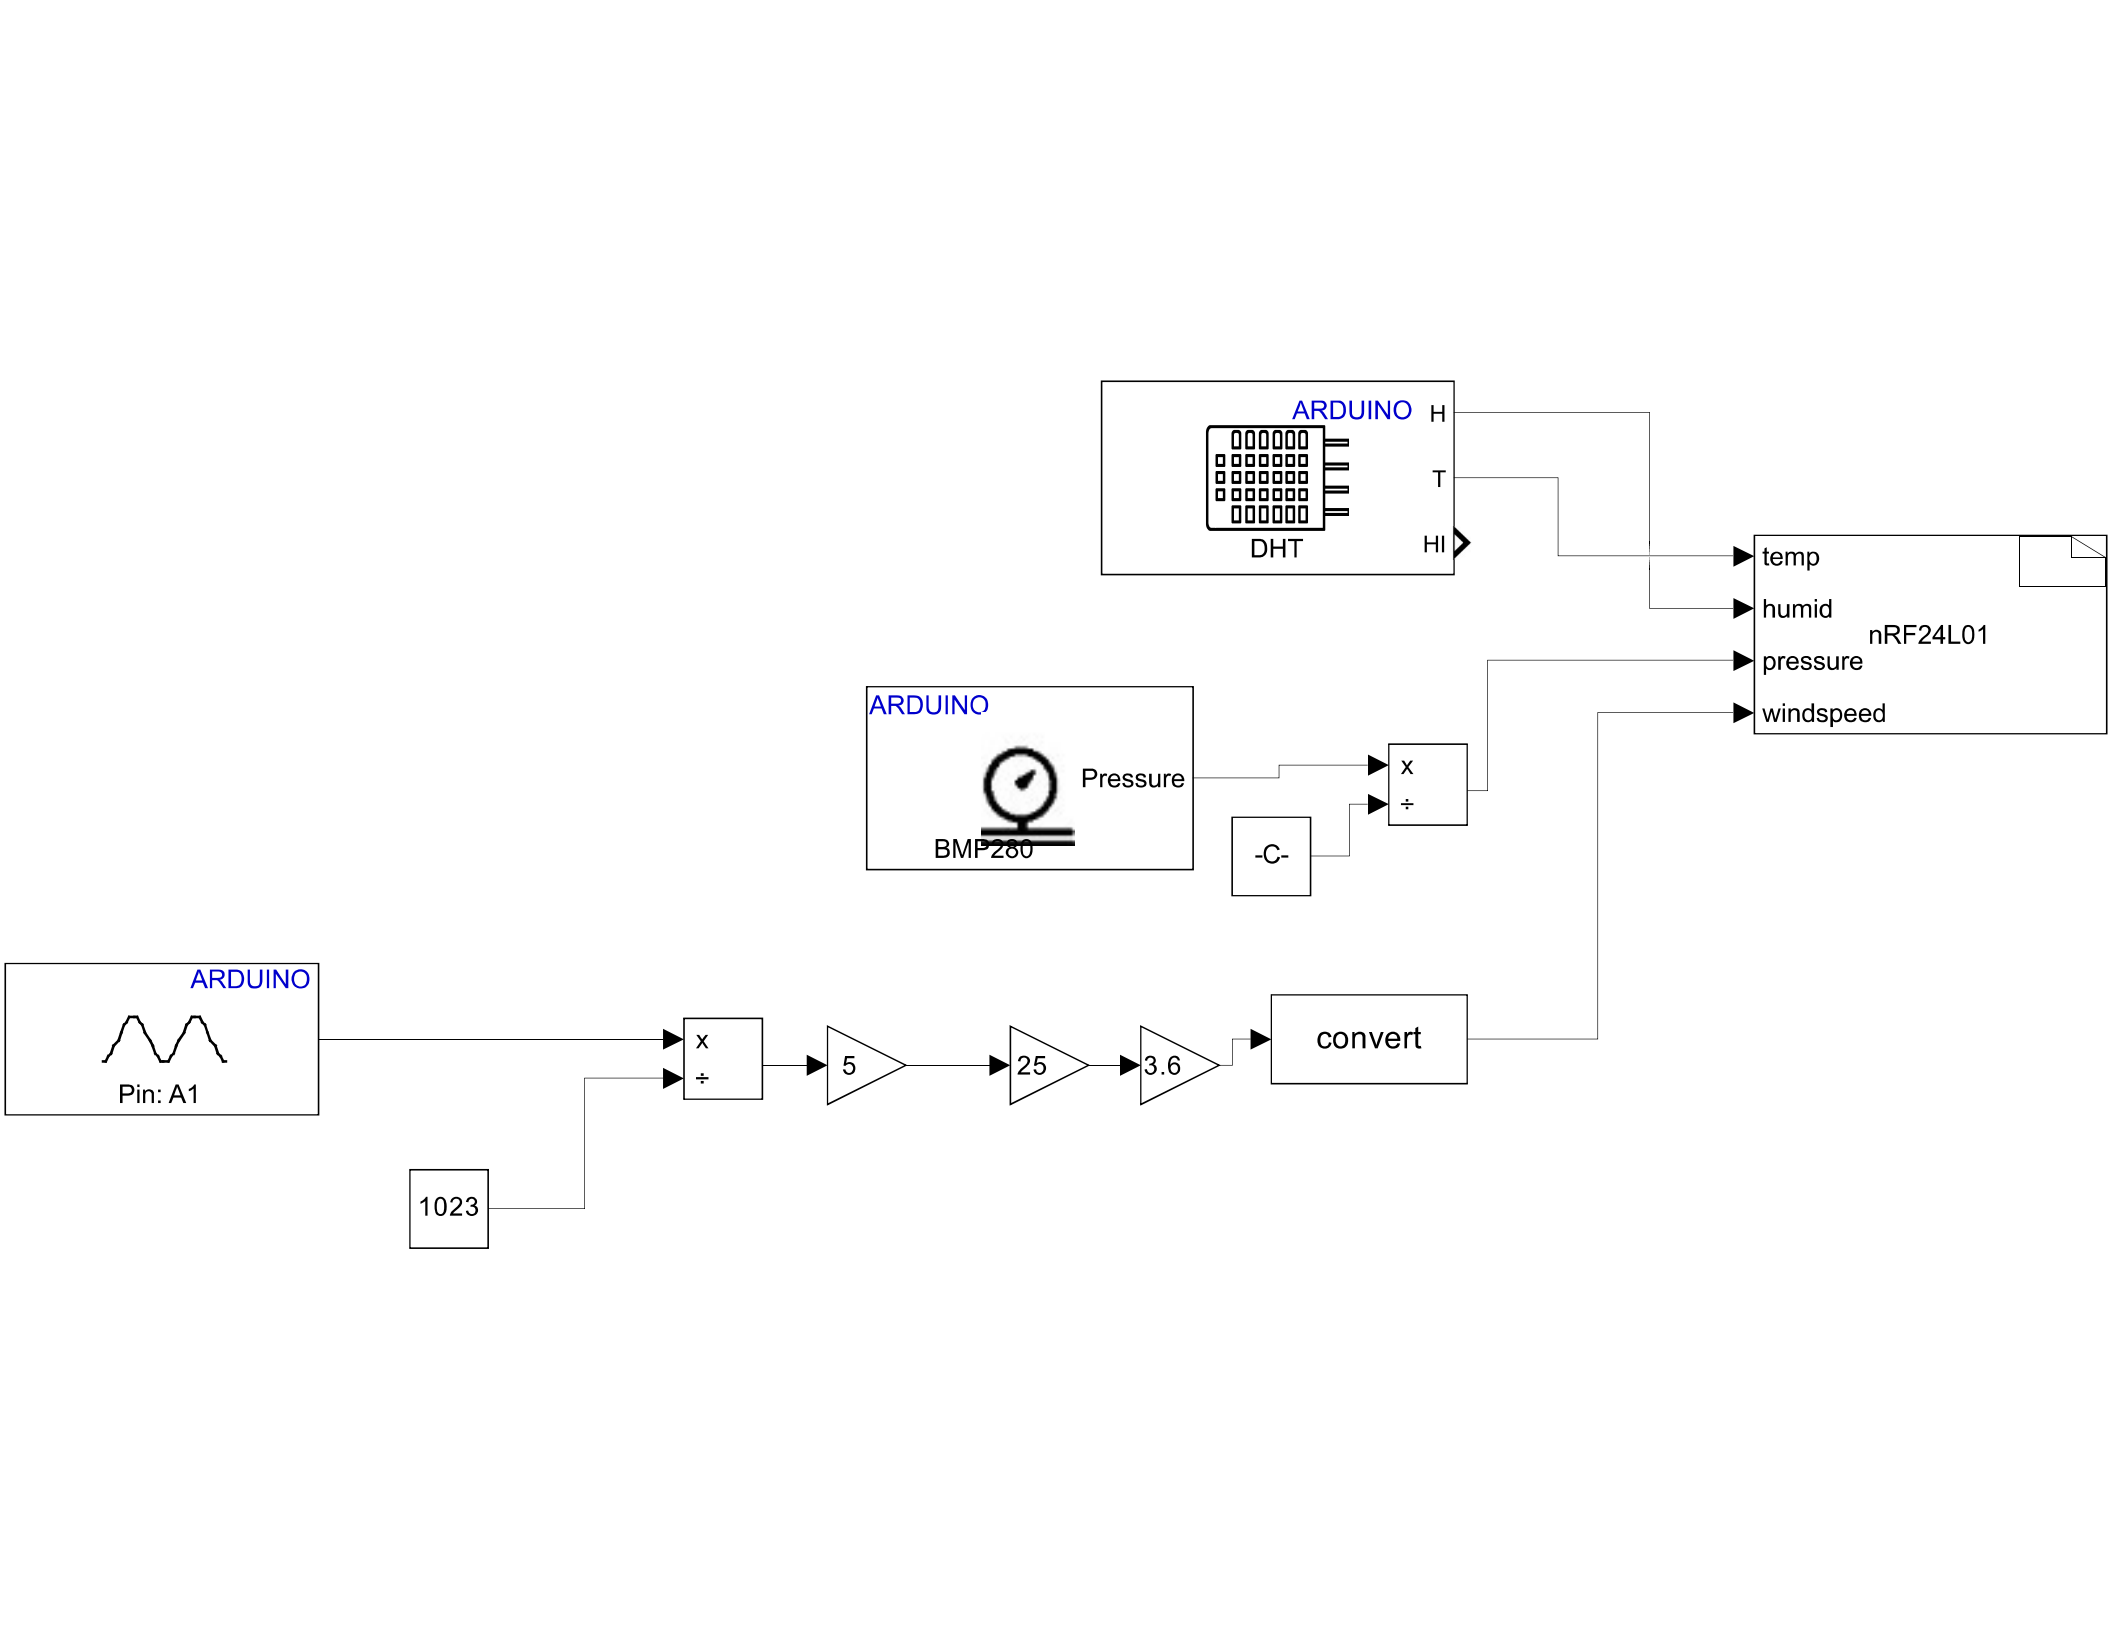 ARDUINO
H
T
HI
DHT
temp
humid
nRF24L01
pressure
windspeed
ARDUINO
Pressure
BMP280
x
÷
-C-
ARDUINO
Pin: A1
x
÷
5
25
3.6
convert
1023